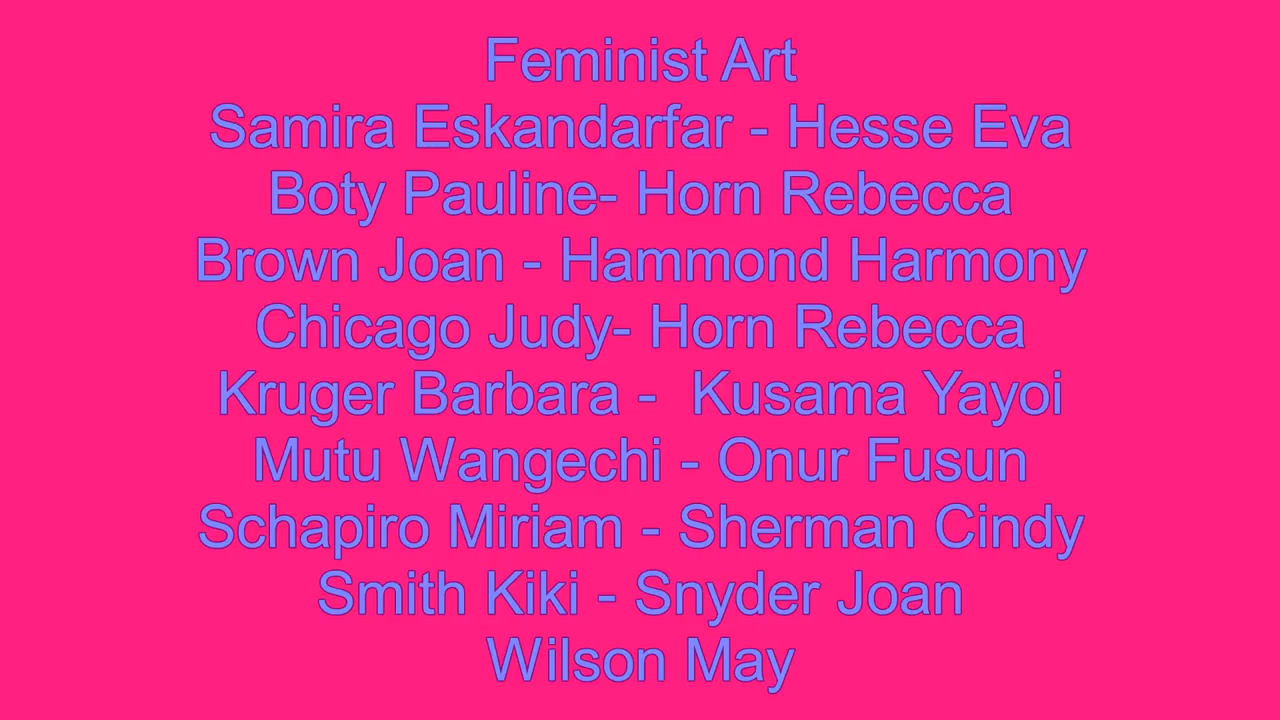 Feminist Art
Samira Eskandarfar - Hesse Eva
Boty Pauline- Horn Rebecca
Brown Joan - Hammond Harmony
Chicago Judy- Horn Rebecca
Kruger Barbara -  Kusama Yayoi
Mutu Wangechi - Onur Fusun
Schapiro Miriam - Sherman Cindy
Smith Kiki - Snyder Joan
Wilson May